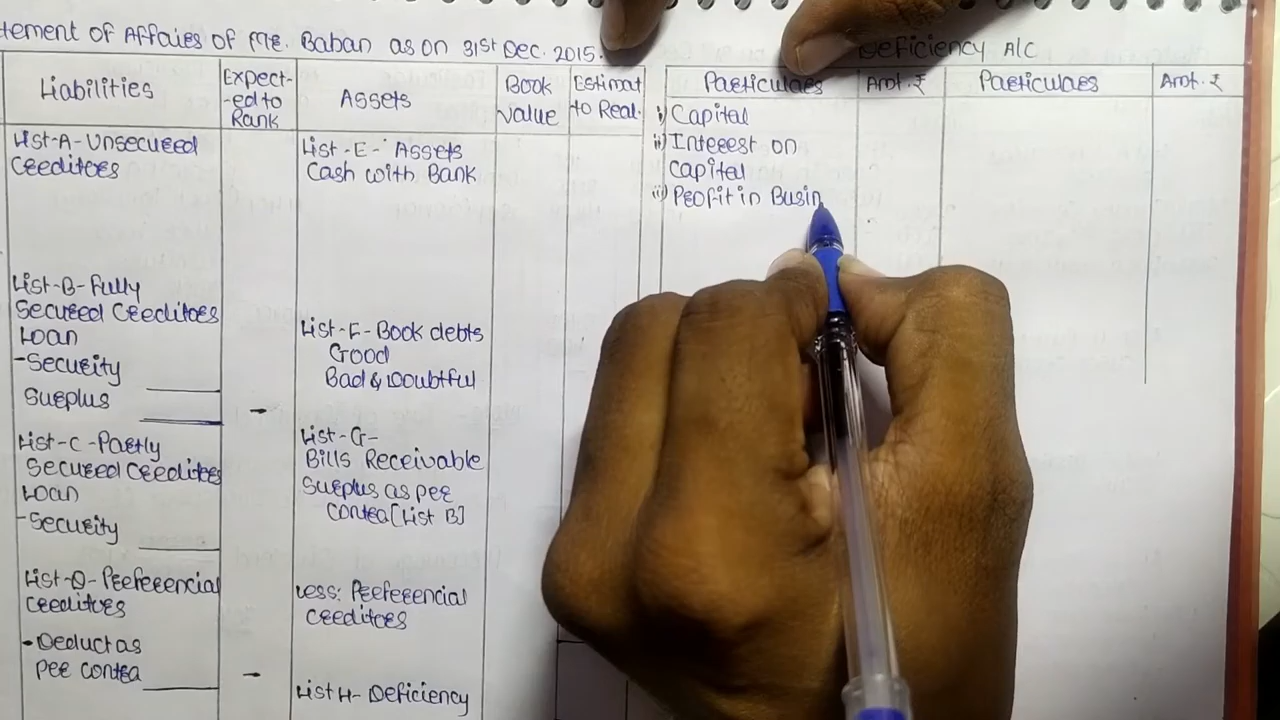 tement of Affairs of Mr. Baban as on 31st Dec. 2015.
Liabilities
Expect-
-ed to
Rank
Assets
Book
Value
Estimat
to Real.
List-A-Unsecured
Creditors
List-E-Assets
Cash with Bank
List-B-Fully
Secured Creditors
Loan
-Security
Surplus
-
List-F-Book debts
Good
Bad & Doubtful
List-C-Partly
Secured Creditors
Loan
-Security
List-G-
Bills Receivable
Surplus as per
contra[List B]
List-D-Preferencial
Creditors
-Deduct as
per contra
-
Less: Preferencial
Creditors
List H- Deficiency
Deficiency A/C
Particulars
Amt.₹
Particulars
Amt.₹
i) Capital
ii) Interest on
capital
iii) Profit in Busin